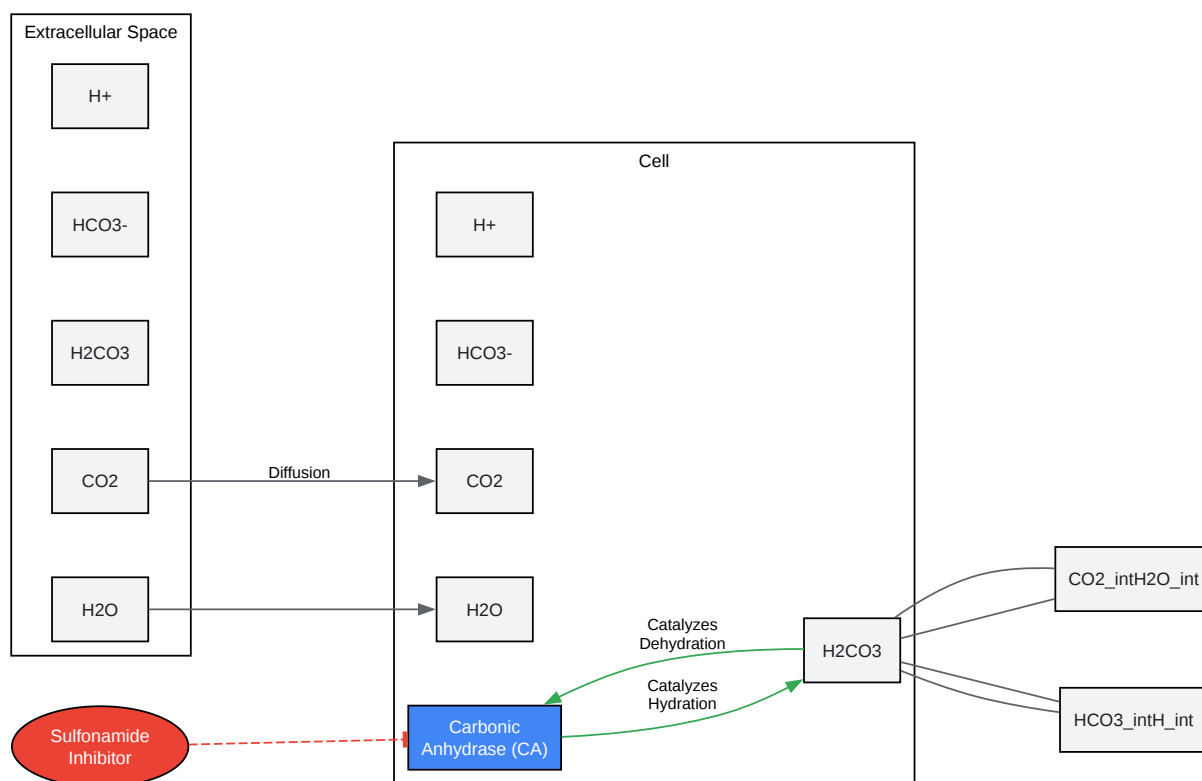 Extracellular Space
H+
HCO3-
H2CO3
CO2
H2O
Diffusion
Cell
H+
HCO3-
CO2
H2O
Catalyzes
Dehydration
Catalyzes
Hydration
H2CO3
CO2_intH2O_int
HCO3_intH_int
Sulfonamide
Inhibitor
Carbonic
Anhydrase (CA)